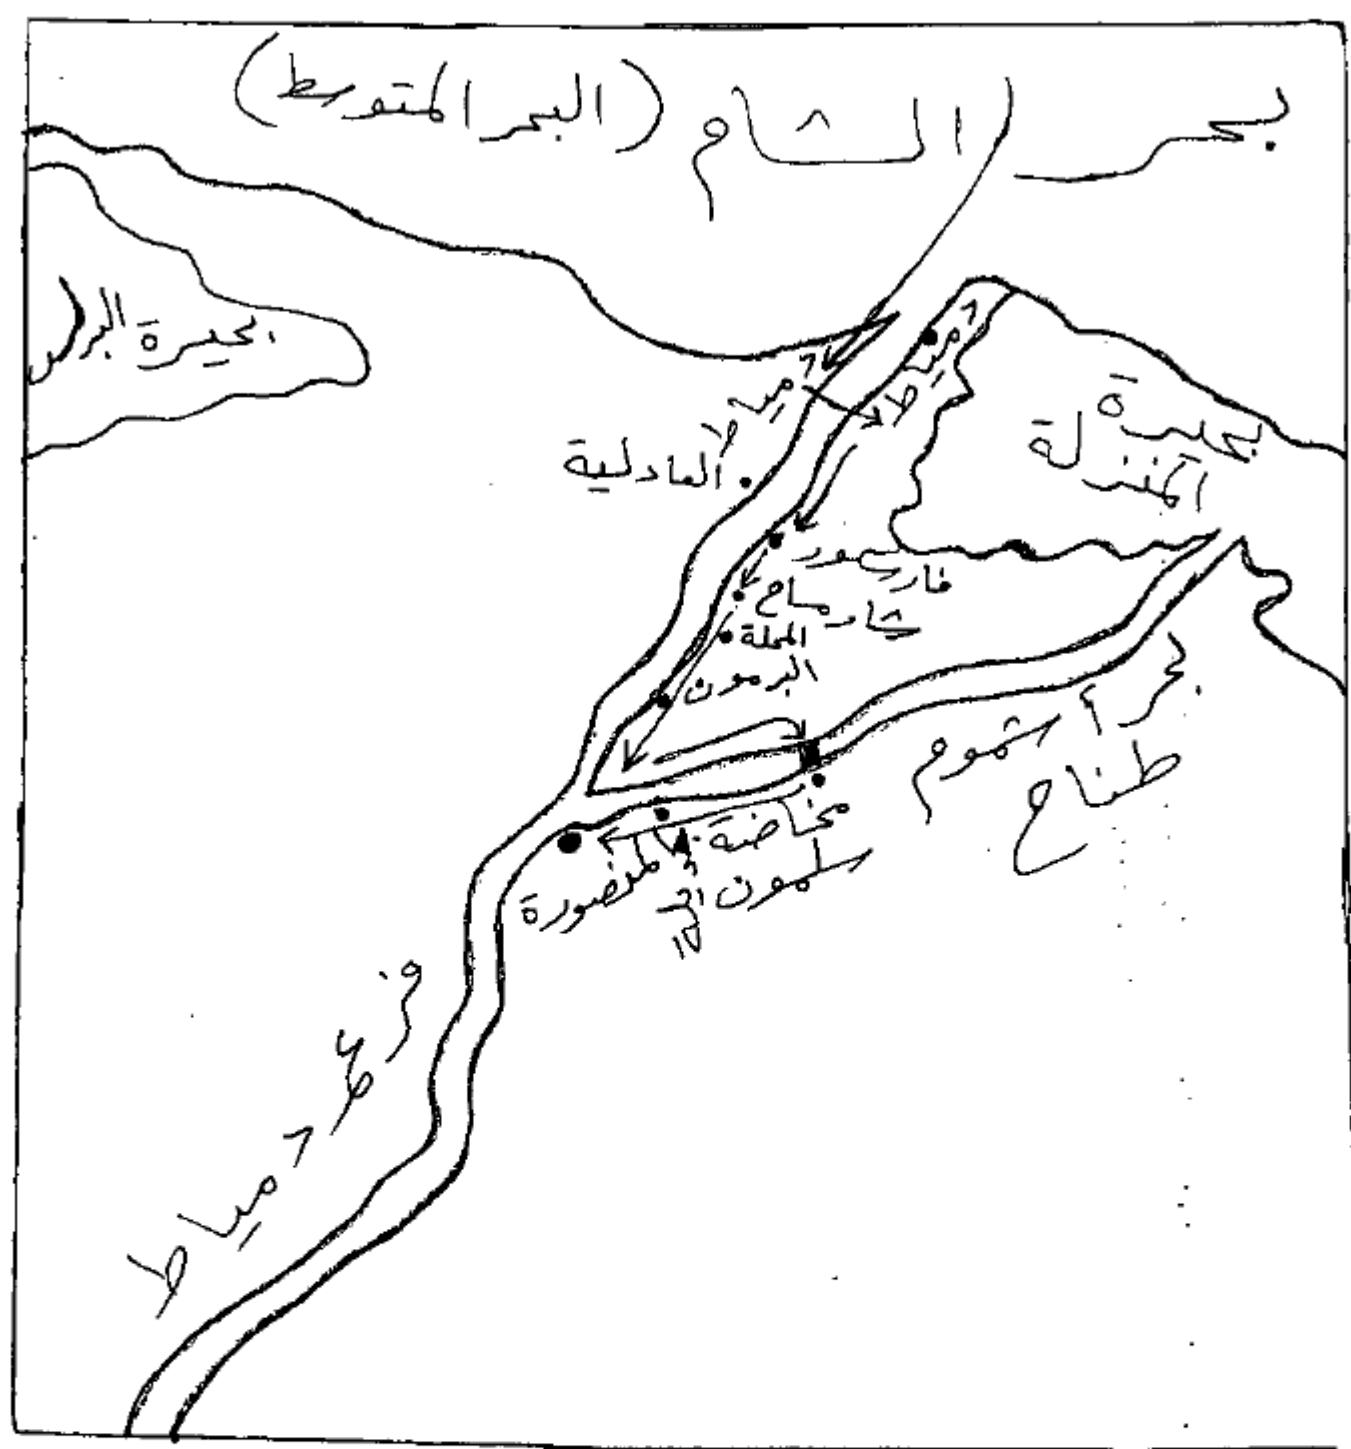 بحر الشام (البحر المتوسط)
بحيرة البرلس
دمياط
دمياط
العادلية
بحيرة
المنزلة
فارسكور
شارمساح
المحلة
البرمون
بحر أشموم
طناح
مخاضة
سلمون
المنصورة
فرع دمياط